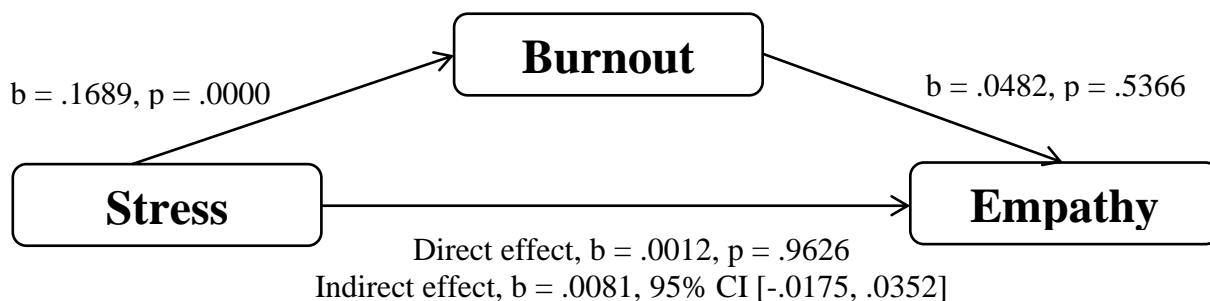 Burnout
b = .1689, p = .0000
b = .0482, p = .5366
Stress
Empathy
Direct effect, b = .0012, p = .9626
Indirect effect, b = .0081, 95% CI [-.0175, .0352]